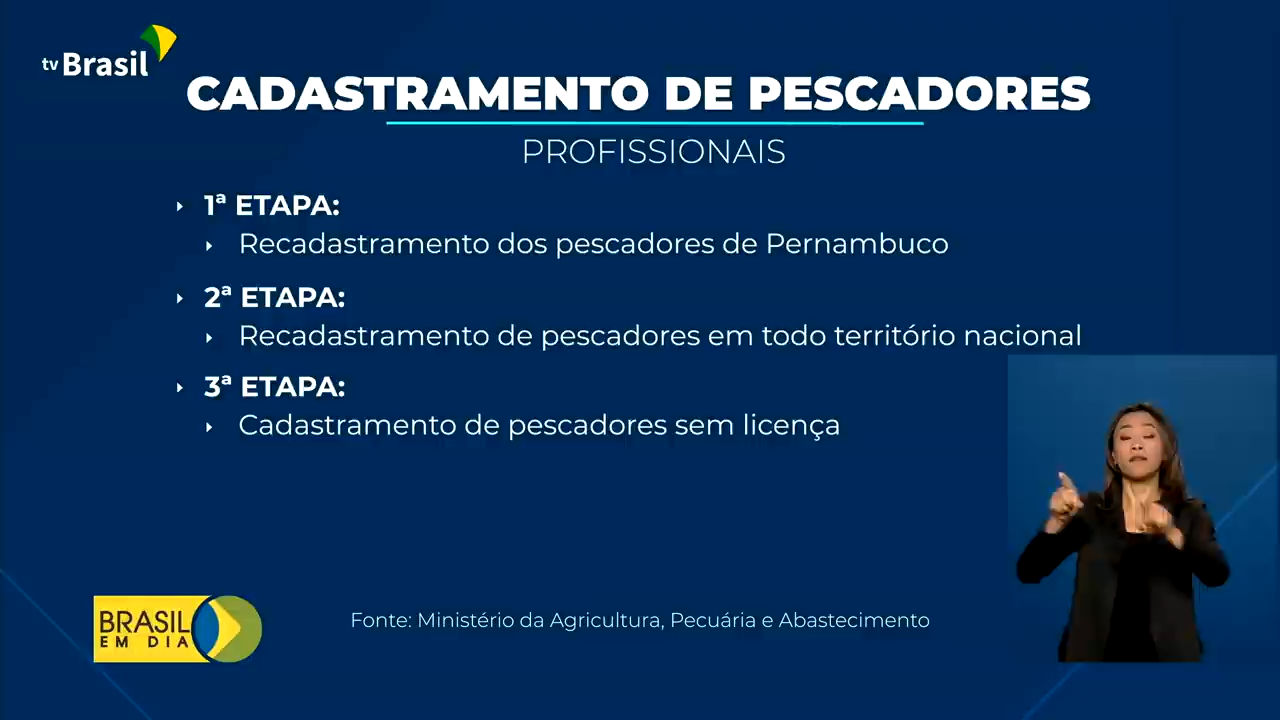 tv Brasil
CADASTRAMENTO DE PESCADORES
PROFISSIONAIS
1ª ETAPA:
Recadastramento dos pescadores de Pernambuco
2ª ETAPA:
Recadastramento de pescadores em todo território nacional
3ª ETAPA:
Cadastramento de pescadores sem licença
BRASIL
EM DIA
Fonte: Ministério da Agricultura, Pecuária e Abastecimento